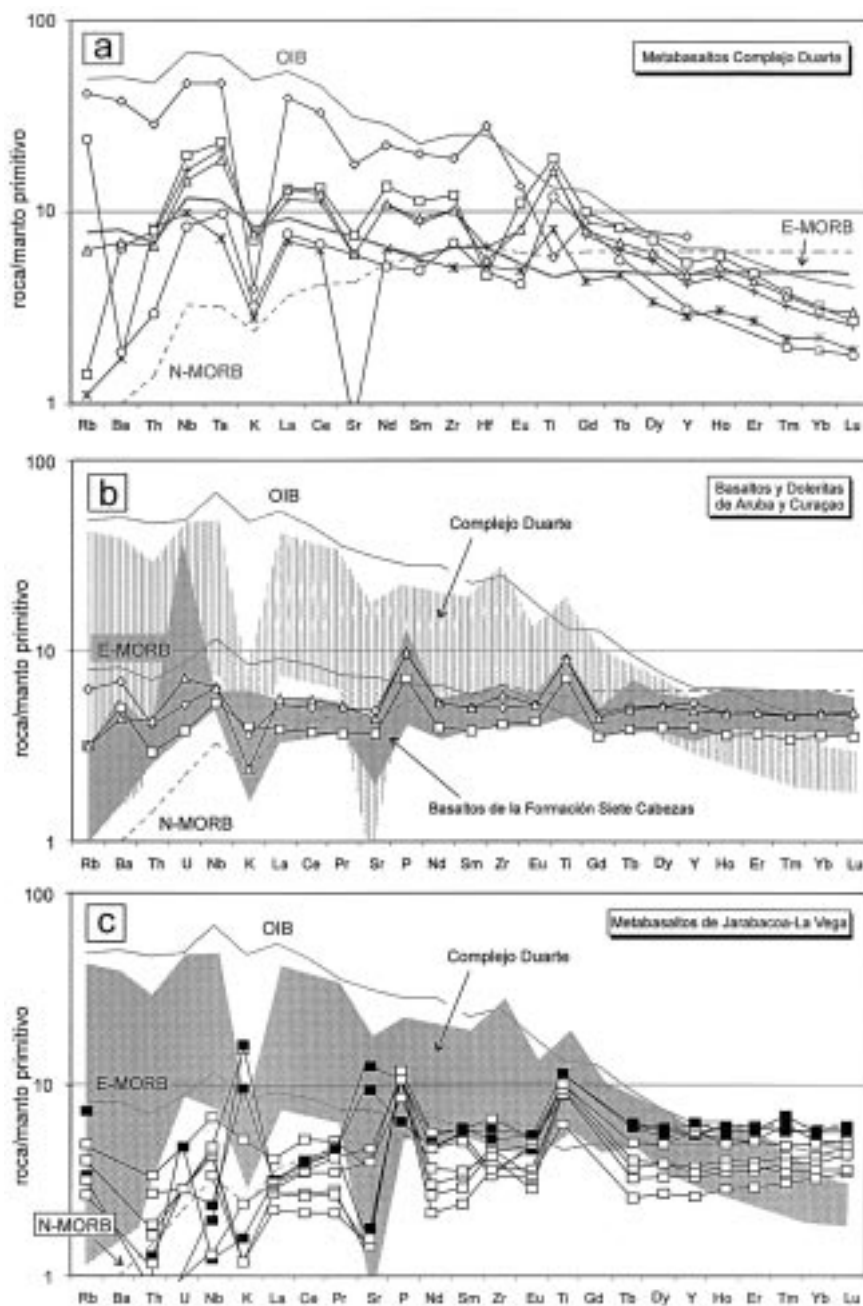 100
a
OIB
Metabasaltos Complejo Duarte
roca/manto primitivo
10
E-MORB
N-MORB
1
Rb Ba Th Nb Ta K La Ce Sr Nd Sm Zr Hf Eu Ti Gd Tb Dy Y Ho Er Tm Yb Lu
100
b
OIB
Basaltos y Doleritas
de Aruba y Curaçao
Complejo Duarte
roca/manto primitivo
10
E-MORB
Basaltos de la Formación Siete Cabezas
N-MORB
1
Rb Ba Th U Nb K La Ce Pr Sr P Nd Sm Zr Eu Ti Gd Tb Dy Y Ho Er Tm Yb Lu
100
c
OIB
Metabasaltos de Jarabacoa-La Vega
Complejo Duarte
roca/manto primitivo
10
E-MORB
N-MORB
1
Rb Ba Th U Nb K La Ce Pr Sr P Nd Sm Zr Eu Ti Gd Tb Dy Y Ho Er Tm Yb Lu